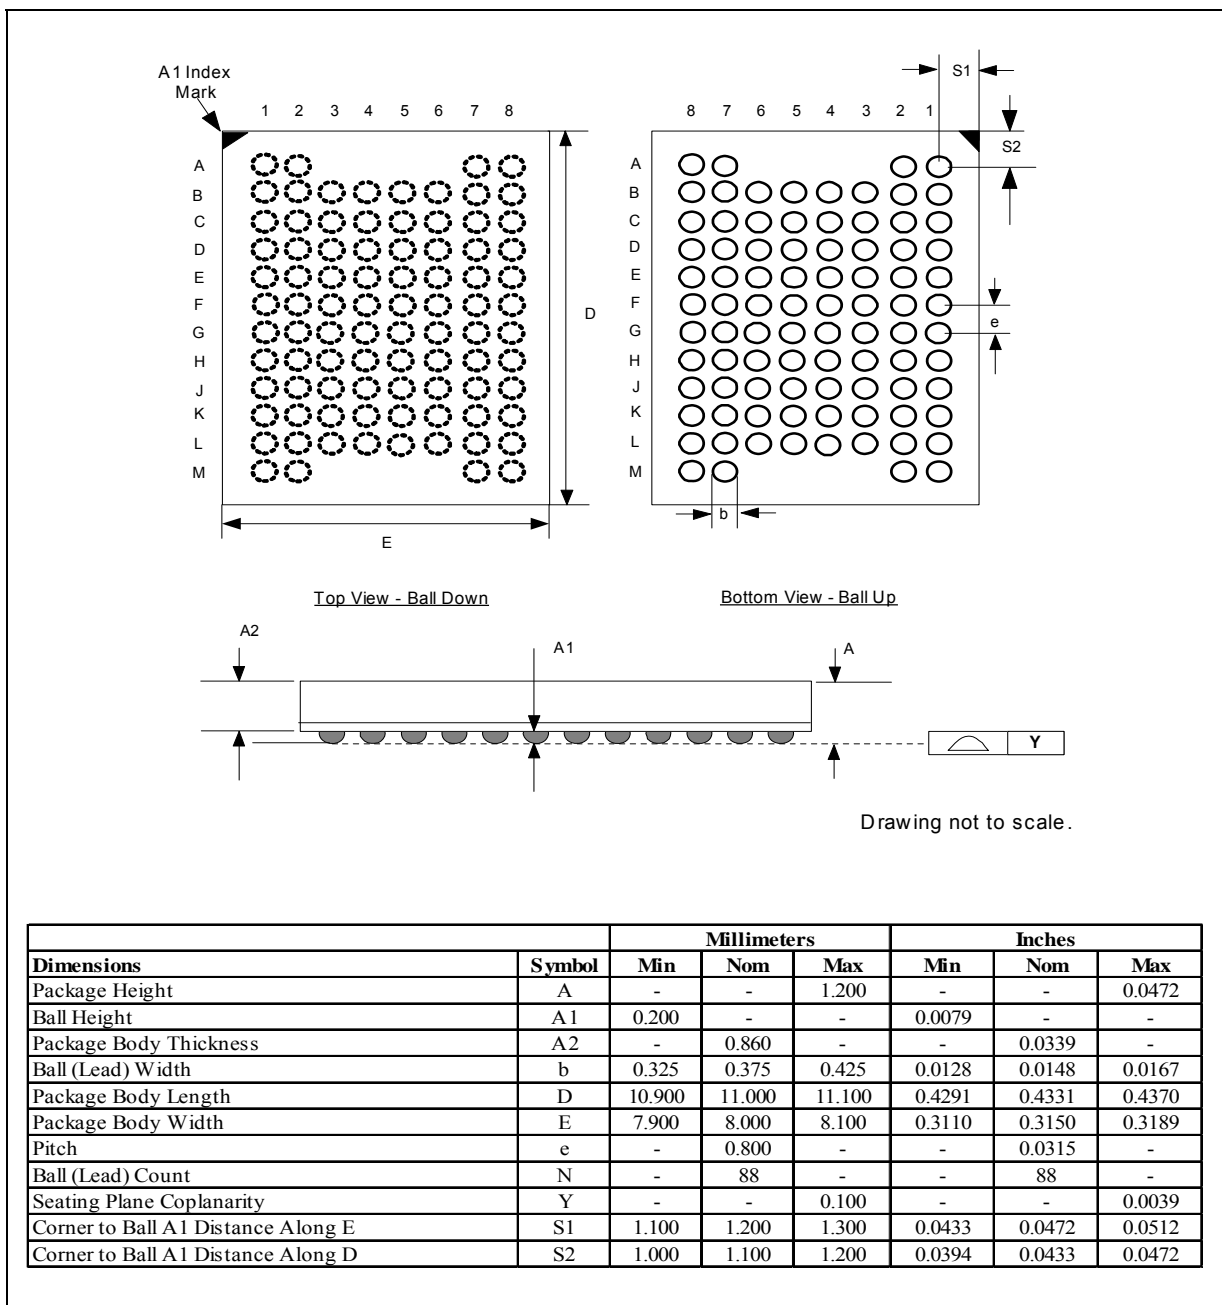 A1 Index
Mark
1 2 3 4 5 6 7 8
A
B
C
D
E
F
G
H
J
K
L
M
D
E
8 7 6 5 4 3 2 1
A
B
C
D
E
F
G
H
J
K
L
M
S1
S2
e
b
Top View - Ball Down
Bottom View - Ball Up
A2
A1
A
Y
Drawing not to scale.
Millimeters Inches
Dimensions Symbol Min Nom Max Min Nom Max
Package Height A - - 1.200 - - 0.0472
Ball Height A1 0.200 - - 0.0079 - -
Package Body Thickness A2 - 0.860 - - 0.0339 -
Ball (Lead) Width b 0.325 0.375 0.425 0.0128 0.0148 0.0167
Package Body Length D 10.900 11.000 11.100 0.4291 0.4331 0.4370
Package Body Width E 7.900 8.000 8.100 0.3110 0.3150 0.3189
Pitch e - 0.800 - - 0.0315 -
Ball (Lead) Count N - 88 - - 88 -
Seating Plane Coplanarity Y - - 0.100 - - 0.0039
Corner to Ball A1 Distance Along E S1 1.100 1.200 1.300 0.0433 0.0472 0.0512
Corner to Ball A1 Distance Along D S2 1.000 1.100 1.200 0.0394 0.0433 0.0472